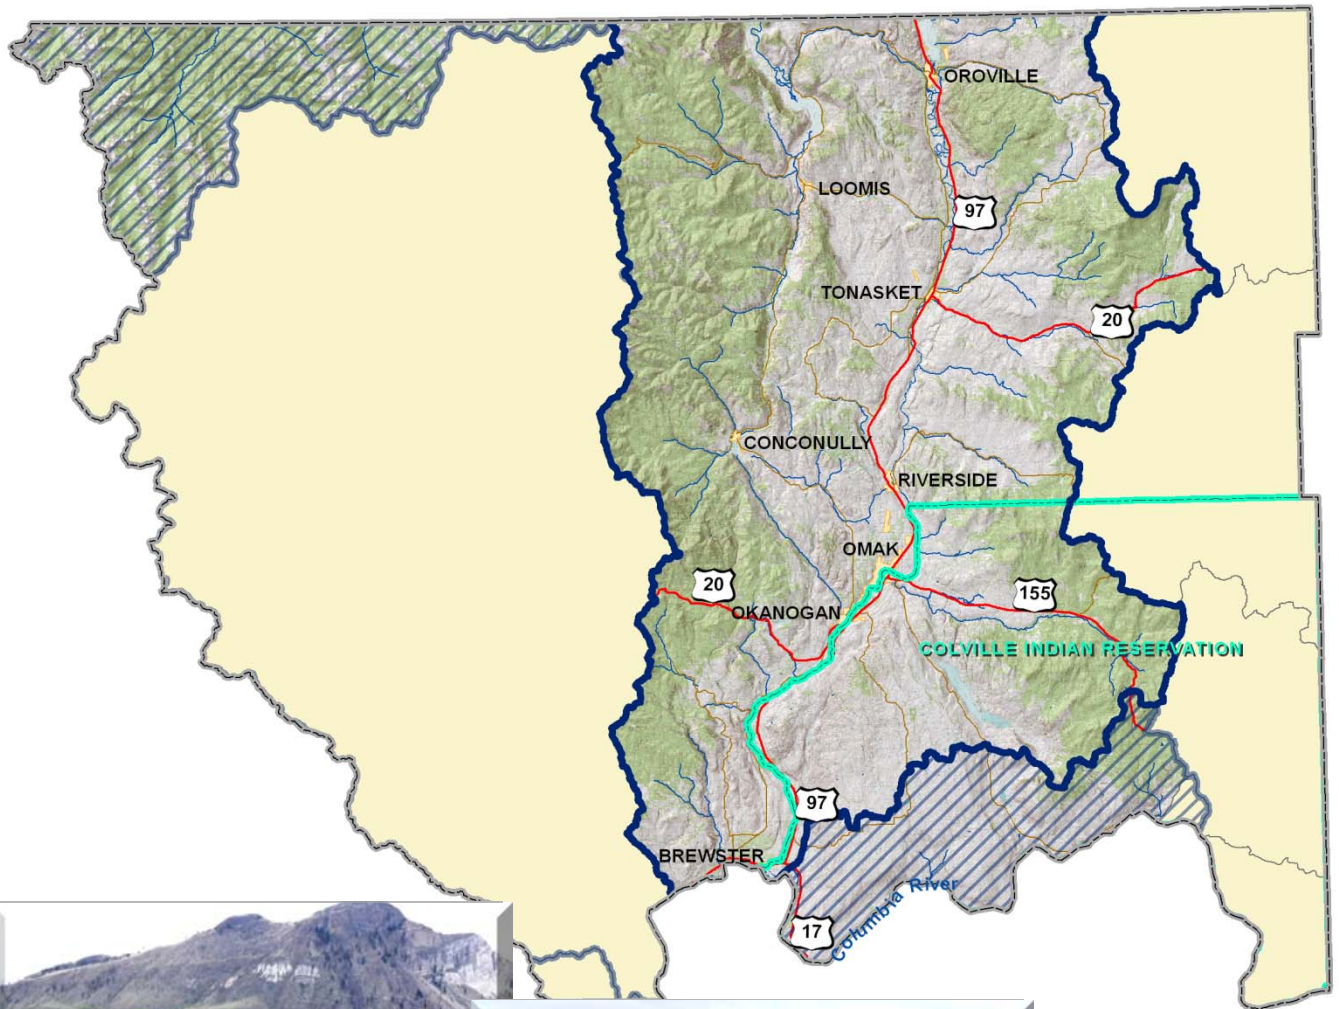 OROVILLE
LOOMIS
97
TONASKET
20
CONCONULLY
RIVERSIDE
OMAK
20
155
OKANOGAN
COLVILLE INDIAN RESERVATION
97
BREWSTER
Columbia River
17